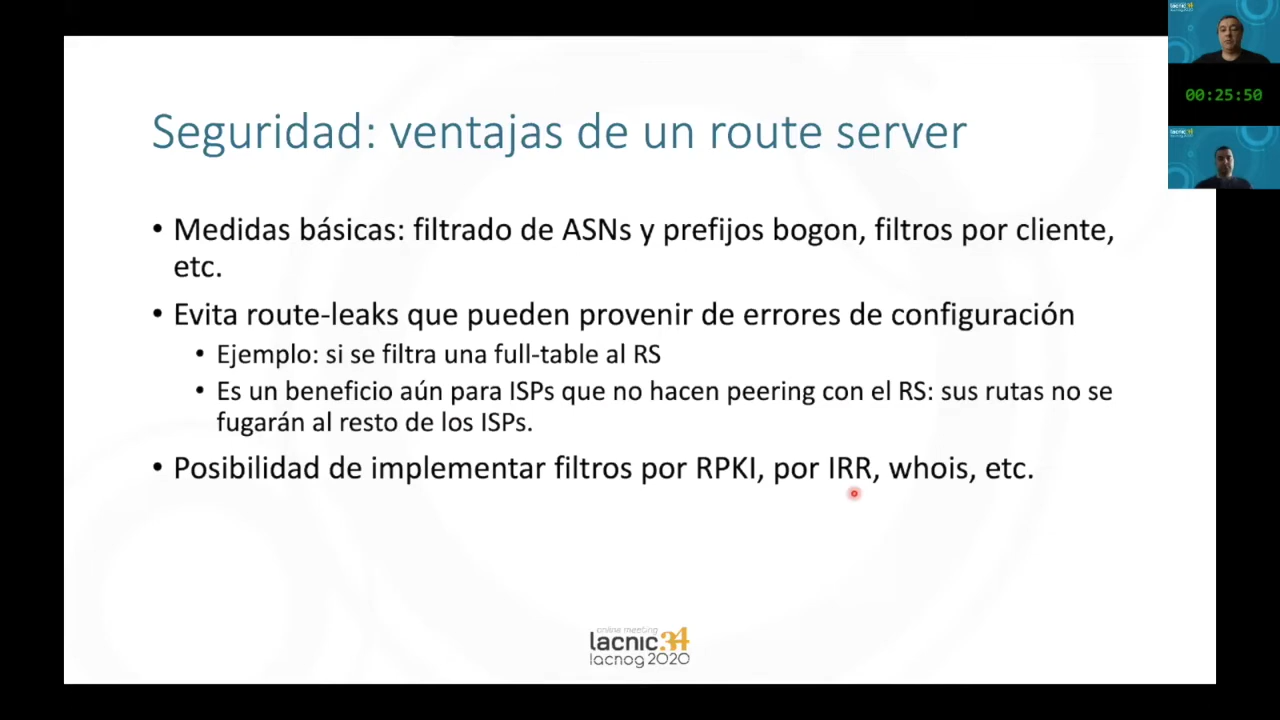 Seguridad: ventajas de un route server
• Medidas básicas: filtrado de ASNs y prefijos bogon, filtros por cliente,
etc.
• Evita route-leaks que pueden provenir de errores de configuración
• Ejemplo: si se filtra una full-table al RS
• Es un beneficio aún para ISPs que no hacen peering con el RS: sus rutas no se
fugarán al resto de los ISPs.
• Posibilidad de implementar filtros por RPKI, por IRR, whois, etc.
online meeting
lacnic34
lacnog2020
lacnic34
lacnog2020
00:25:50
lacnic34
lacnog2020